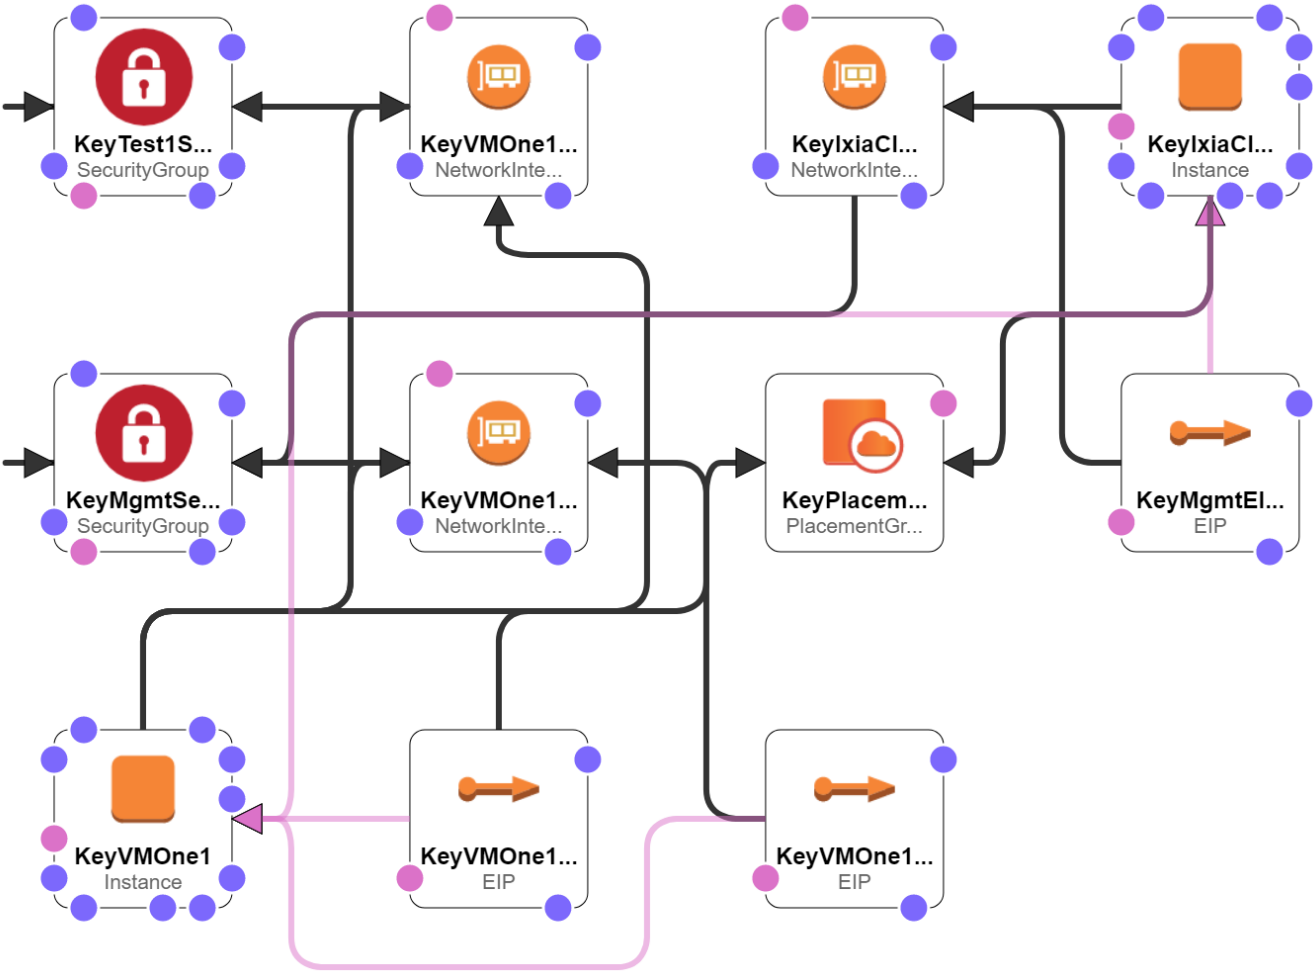 KeyTest1S...
SecurityGroup
KeyVMOne1...
NetworkInte...
KeyIxiaCl...
NetworkInte...
KeyIxiaCl...
Instance
KeyMgmtSe...
SecurityGroup
KeyVMOne1...
NetworkInte...
KeyPlacem...
PlacementGr...
KeyMgmtEI...
EIP
KeyVMOne1
Instance
KeyVMOne1...
EIP
KeyVMOne1...
EIP